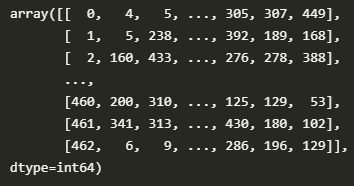 array([[  0,   4,   5, ..., 305, 307, 449],
       [  1,   5, 238, ..., 392, 189, 168],
       [  2, 160, 433, ..., 276, 278, 388],
       ...,
       [460, 200, 310, ..., 125, 129,  53],
       [461, 341, 313, ..., 430, 180, 102],
       [462,   6,   9, ..., 286, 196, 129]],
dtype=int64)